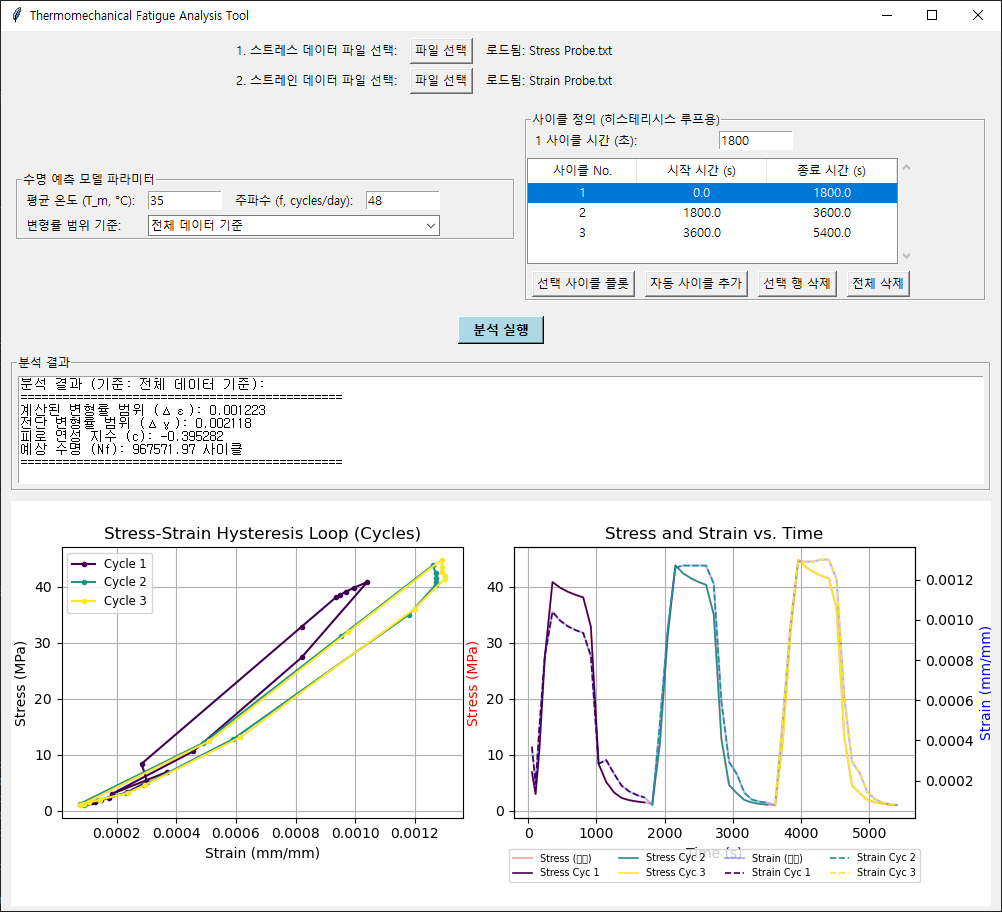 Thermomechanical Fatigue Analysis Tool
1. 스트레스 데이터 파일 선택: 파일 선택 로드됨: Stress Probe.txt
2. 스트레인 데이터 파일 선택: 파일 선택 로드됨: Strain Probe.txt
수명 예측 모델 파라미터
평균 온도 (T_m, °C): 35 주파수 (f, cycles/day): 48
변형률 범위 기준: 전체 데이터 기준
사이클 정의 (히스테리시스 루프용)
1 사이클 시간 (초): 1800
사이클 No. 시작 시간 (s) 종료 시간 (s)
1 0.0 1800.0
2 1800.0 3600.0
3 3600.0 5400.0
선택 사이클 플롯 자동 사이클 추가 선택 행 삭제 전체 삭제
분석 실행
분석 결과
분석 결과 (기준: 전체 데이터 기준):
==============================================
계산된 변형률 범위 (Δε): 0.001223
전단 변형률 범위 (Δγ): 0.002118
피로 연성 지수 (c): -0.395282
예상 수명 (Nf): 967571.97 사이클
==============================================
Stress-Strain Hysteresis Loop (Cycles)
Cycle 1
Cycle 2
Cycle 3
40
30
20
10
0
Stress (MPa)
0.0002 0.0004 0.0006 0.0008 0.0010 0.0012
Strain (mm/mm)
Stress and Strain vs. Time
40
30
20
10
0
Stress (MPa)
0.0012
0.0010
0.0008
0.0006
0.0004
0.0002
Strain (mm/mm)
0 1000 2000 3000 4000 5000
Time (s)
Stress (□□) Stress Cyc 2 Strain (□□) Strain Cyc 2
Stress Cyc 1 Stress Cyc 3 Strain Cyc 1 Strain Cyc 3